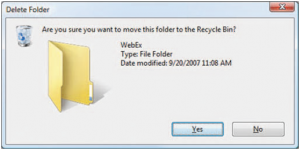 Delete Folder
Are you sure you want to move this folder to the Recycle Bin?
WebEx
Type: File Folder
Date modified: 9/20/2007 11:08 AM
Yes
No